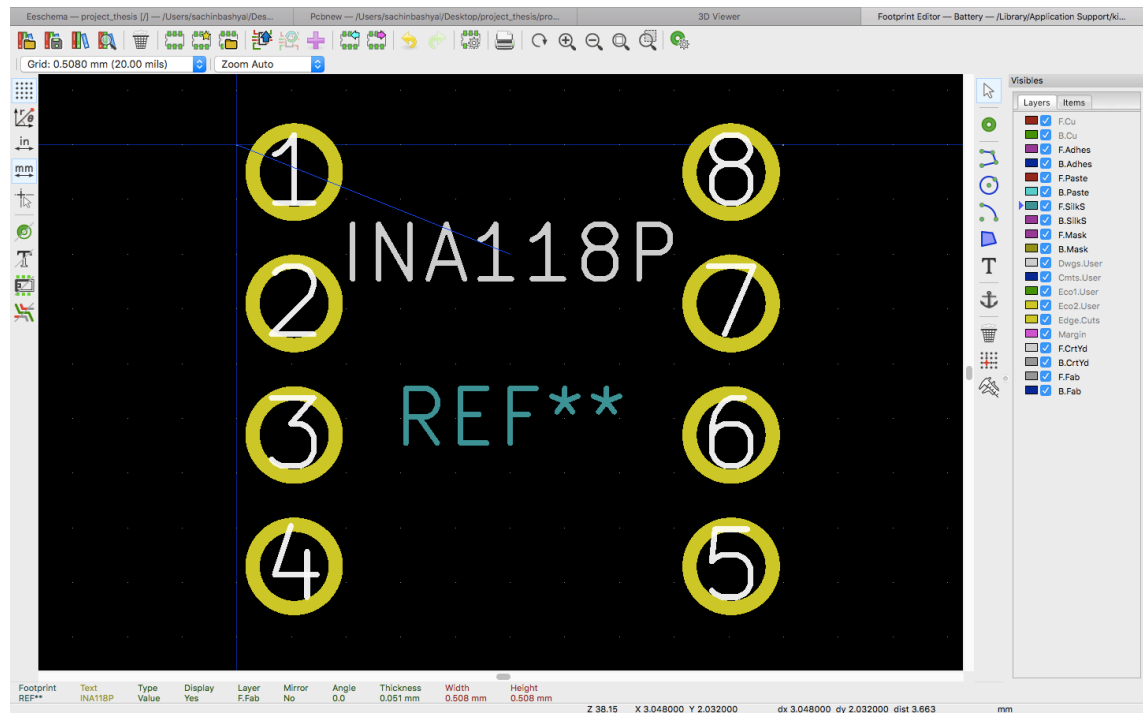 Eeschema — project_thesis [/] — /Users/sachinbashyal/Des...
Pcbnew — /Users/sachinbashyal/Desktop/project_thesis/pro...
3D Viewer
Footprint Editor — Battery — /Library/Application Support/ki...
Grid: 0.5080 mm (20.00 mils)
Zoom Auto
in
mm
T
Visibles
Layers
Items
F.Cu
B.Cu
F.Adhes
B.Adhes
F.Paste
B.Paste
F.SilkS
B.SilkS
F.Mask
B.Mask
Dwgs.User
Cmts.User
Eco1.User
Eco2.User
Edge.Cuts
Margin
F.CrtYd
B.CrtYd
F.Fab
B.Fab
1
8
INA118P
2
7
REF**
3
6
4
5
Footprint Text Type Display Layer Mirror Angle Thickness Width Height
REF** INA118P Value Yes F.Fab No 0.0 0.051 mm 0.508 mm 0.508 mm
Z 38.15 X 3.048000 Y 2.032000 dx 3.048000 dy 2.032000 dist 3.663 mm